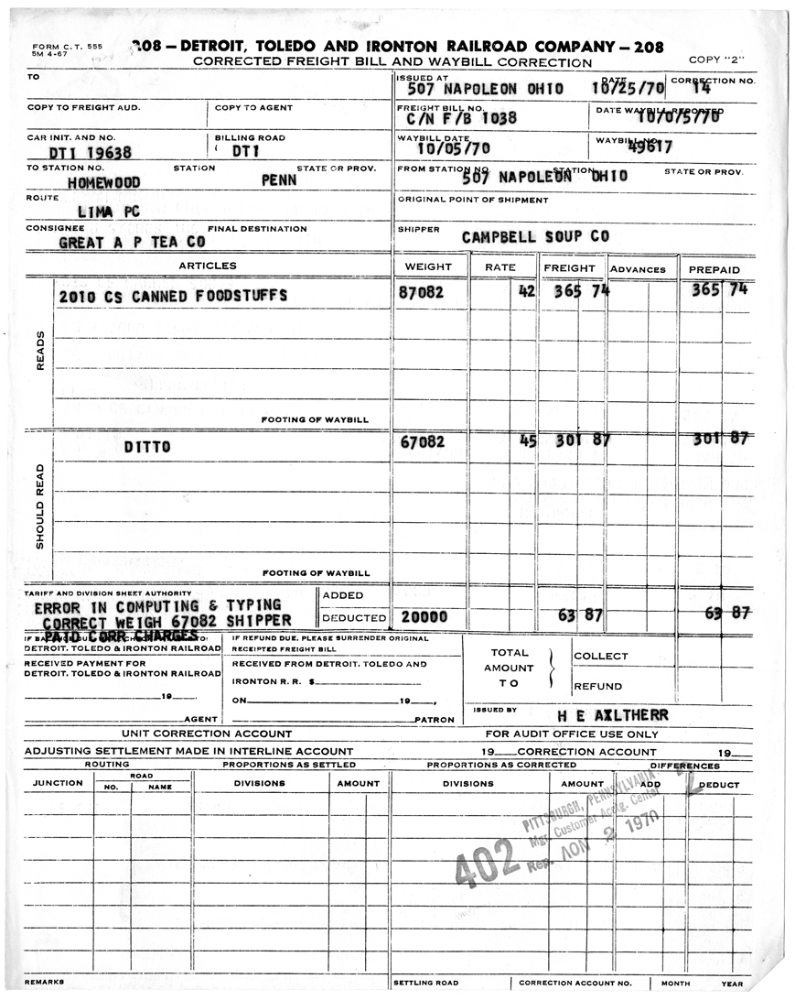 FORM C. T. 555
5M 4-67
208 — DETROIT, TOLEDO AND IRONTON RAILROAD COMPANY — 208
CORRECTED FREIGHT BILL AND WAYBILL CORRECTION
COPY "2"
TO
ISSUED AT DATE CORRECTION NO.
507 NAPOLEON OHIO 10/25/70 14
COPY TO FREIGHT AUD. COPY TO AGENT
FREIGHT BILL NO. DATE WAYBILL REPORTED
C/N F/B 1038 10/0/5770
CAR INIT. AND NO. BILLING ROAD
DTI 19638 DTI
WAYBILL DATE WAYBILL NO.
10/05/70 49617
TO STATION NO. STATION STATE OR PROV.
HOMEWOOD PENN
FROM STATION NO. STATION STATE OR PROV.
507 NAPOLEON OHIO
ROUTE
LIMA PC
ORIGINAL POINT OF SHIPMENT
CONSIGNEE FINAL DESTINATION
GREAT A P TEA CO
SHIPPER
CAMPBELL SOUP CO
ARTICLES WEIGHT RATE FREIGHT ADVANCES PREPAID
READS
2010 CS CANNED FOODSTUFFS 87082 42 365 74 365 74
FOOTING OF WAYBILL
SHOULD READ
DITTO 67082 45 301 87 301 87
FOOTING OF WAYBILL
TARIFF AND DIVISION SHEET AUTHORITY
ERROR IN COMPUTING & TYPING
CORRECT WEIGH 67082 SHIPPER
PAID CORR CHARGES
ADDED
DEDUCTED 20000 63 87 63 87
DETROIT, TOLEDO & IRONTON RAILROAD
RECEIVED PAYMENT FOR
DETROIT, TOLEDO & IRONTON RAILROAD
19
AGENT
IF REFUND DUE, PLEASE SURRENDER ORIGINAL
RECEIPTED FREIGHT BILL
RECEIVED FROM DETROIT, TOLEDO AND
IRONTON R. R. $
ON 19 ,
PATRON
TOTAL
AMOUNT
TO
COLLECT
REFUND
ISSUED BY H E AXLTHERR
UNIT CORRECTION ACCOUNT FOR AUDIT OFFICE USE ONLY
ADJUSTING SETTLEMENT MADE IN INTERLINE ACCOUNT 19 CORRECTION ACCOUNT 19
ROUTING PROPORTIONS AS SETTLED PROPORTIONS AS CORRECTED DIFFERENCES
JUNCTION ROAD NO. NAME DIVISIONS AMOUNT DIVISIONS AMOUNT ADD DEDUCT
2
PITTSBURGH, PENNSYLVANIA
Mgr. Customer Acctg. Center
402 Rep. NOV 2 1970
REMARKS SETTLING ROAD CORRECTION ACCOUNT NO. MONTH YEAR